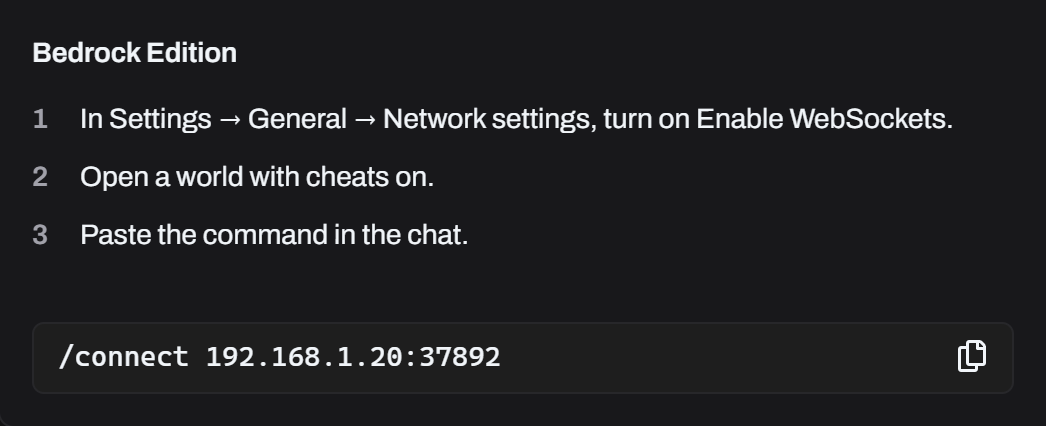 Bedrock Edition
1 In Settings → General → Network settings, turn on Enable WebSockets.
2 Open a world with cheats on.
3 Paste the command in the chat.
/connect 192.168.1.20:37892